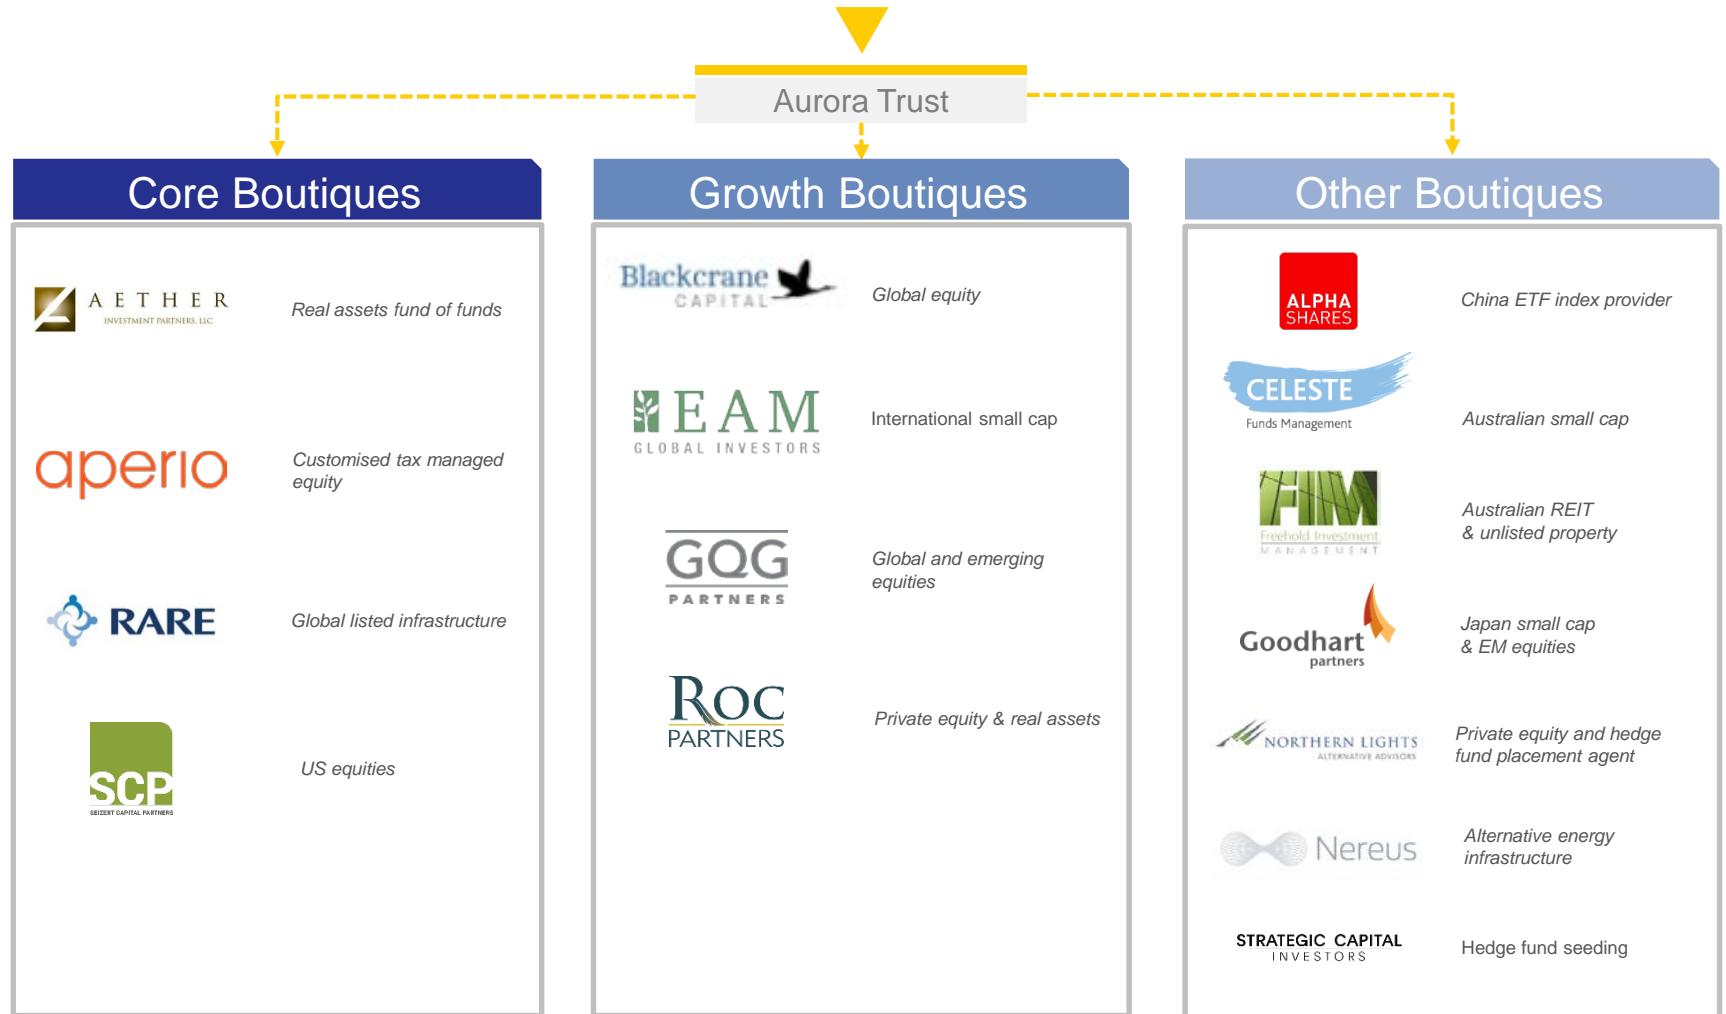 Aurora Trust
Core Boutiques
AETHER
INVESTMENT PARTNERS, LLC
Real assets fund of funds
aperio
Customised tax managed
equity
RARE
Global listed infrastructure
SCP
SEIZERT CAPITAL PARTNERS
US equities
Growth Boutiques
Blackcrane
CAPITAL
Global equity
EAM
GLOBAL INVESTORS
International small cap
GQG
PARTNERS
Global and emerging
equities
ROC
PARTNERS
Private equity & real assets
Other Boutiques
ALPHA
SHARES
China ETF index provider
CELESTE
Funds Management
Australian small cap
FIM
Freehold Investment
MANAGEMENT
Australian REIT
& unlisted property
Goodhart
partners
Japan small cap
& EM equities
NORTHERN LIGHTS
ALTERNATIVE ADVISORS
Private equity and hedge
fund placement agent
Nereus
Alternative energy
infrastructure
STRATEGIC CAPITAL
INVESTORS
Hedge fund seeding